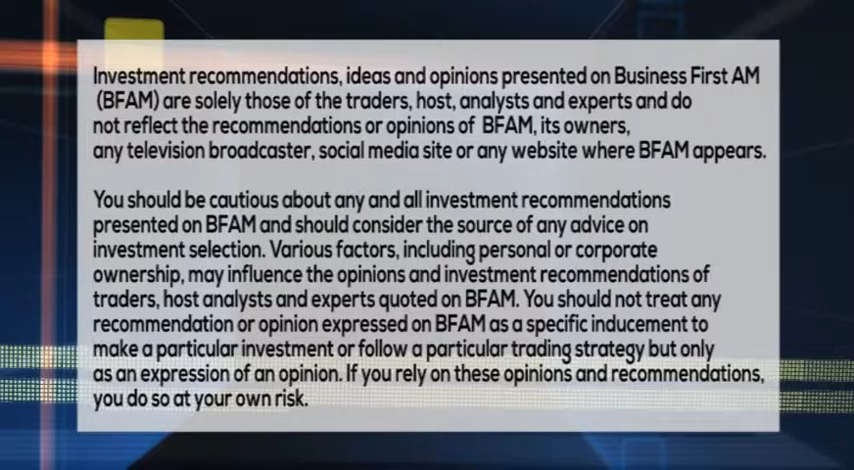 Investment recommendations, ideas and opinions presented on Business First AM
(BFAM) are solely those of the traders, host, analysts and experts and do
not reflect the recommendations or opinions of BFAM, its owners,
any television broadcaster, social media site or any website where BFAM appears.
You should be cautious about any and all investment recommendations
presented on BFAM and should consider the source of any advice on
investment selection. Various factors, including personal or corporate
ownership, may influence the opinions and investment recommendations of
traders, host analysts and experts quoted on BFAM. You should not treat any
recommendation or opinion expressed on BFAM as a specific inducement to
make a particular investment or follow a particular trading strategy but only
as an expression of an opinion. If you rely on these opinions and recommendations,
you do so at your own risk.